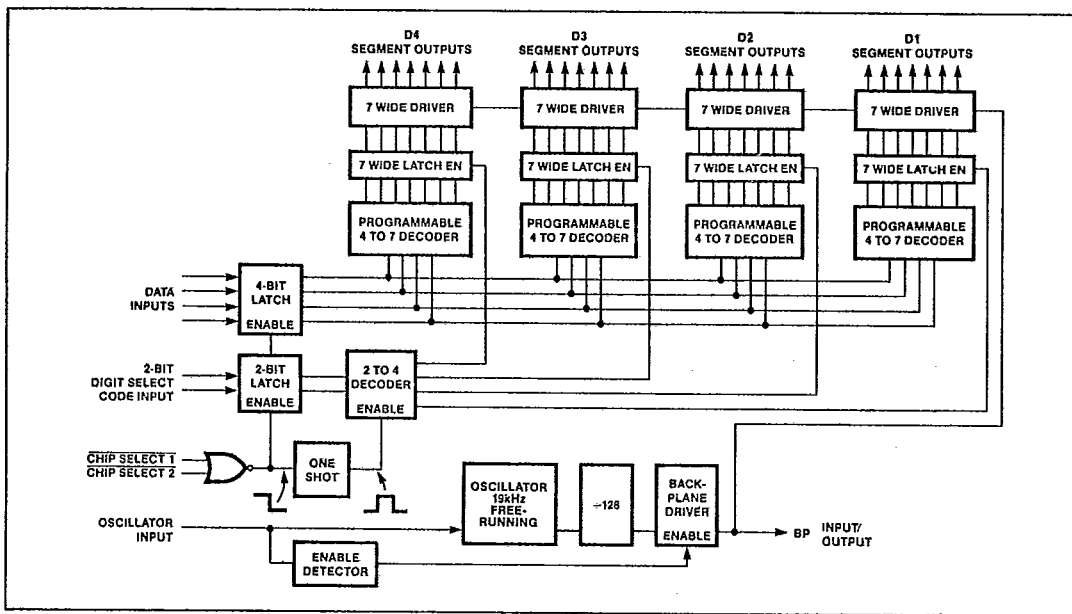 D4 D3 D2 D1
SEGMENT OUTPUTS SEGMENT OUTPUTS SEGMENT OUTPUTS SEGMENT OUTPUTS
7 WIDE DRIVER 7 WIDE DRIVER 7 WIDE DRIVER 7 WIDE DRIVER
7 WIDE LATCH EN 7 WIDE LATCH EN 7 WIDE LATCH EN 7 WIDE LATCH EN
PROGRAMMABLE PROGRAMMABLE PROGRAMMABLE PROGRAMMABLE
4 TO 7 DECODER 4 TO 7 DECODER 4 TO 7 DECODER 4 TO 7 DECODER
DATA
INPUTS
4-BIT
LATCH
ENABLE
2-BIT
DIGIT SELECT
CODE INPUT
2-BIT
LATCH
ENABLE
2 TO 4
DECODER
ENABLE
CHIP SELECT 1
CHIP SELECT 2
ONE
SHOT
OSCILLATOR
INPUT
OSCILLATOR
19kHz
FREE-
RUNNING
÷128
BACK-
PLANE
DRIVER
ENABLE
BP
INPUT/
OUTPUT
ENABLE
DETECTOR